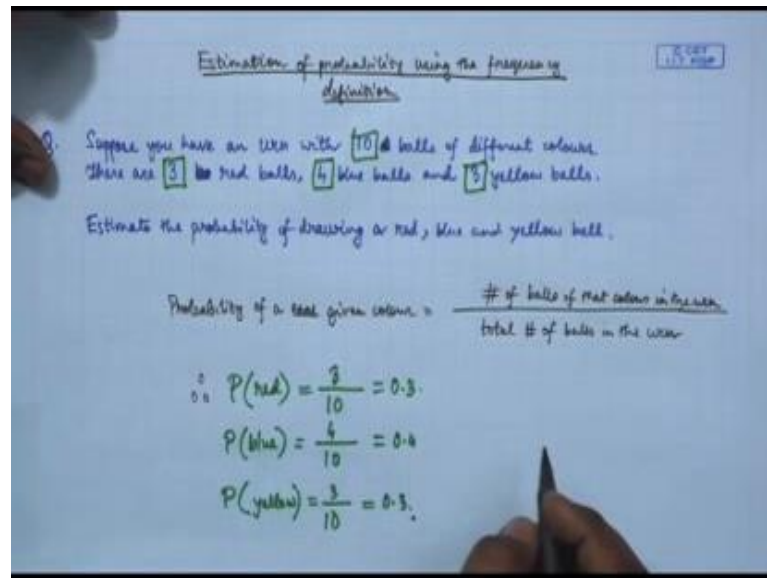 Estimation of probability using the frequency
definition
Q. Suppose you have an urn with 10 balls of different colours.
There are 3 red balls, 4 blue balls and 3 yellow balls.
Estimate the probability of drawing a red, blue and yellow ball.
Probability of a given colour = # of balls of that colour in the urn
total # of balls in the urn
∴ P(red) = 3/10 = 0.3.
P(blue) = 4/10 = 0.4
P(yellow) = 3/10 = 0.3.